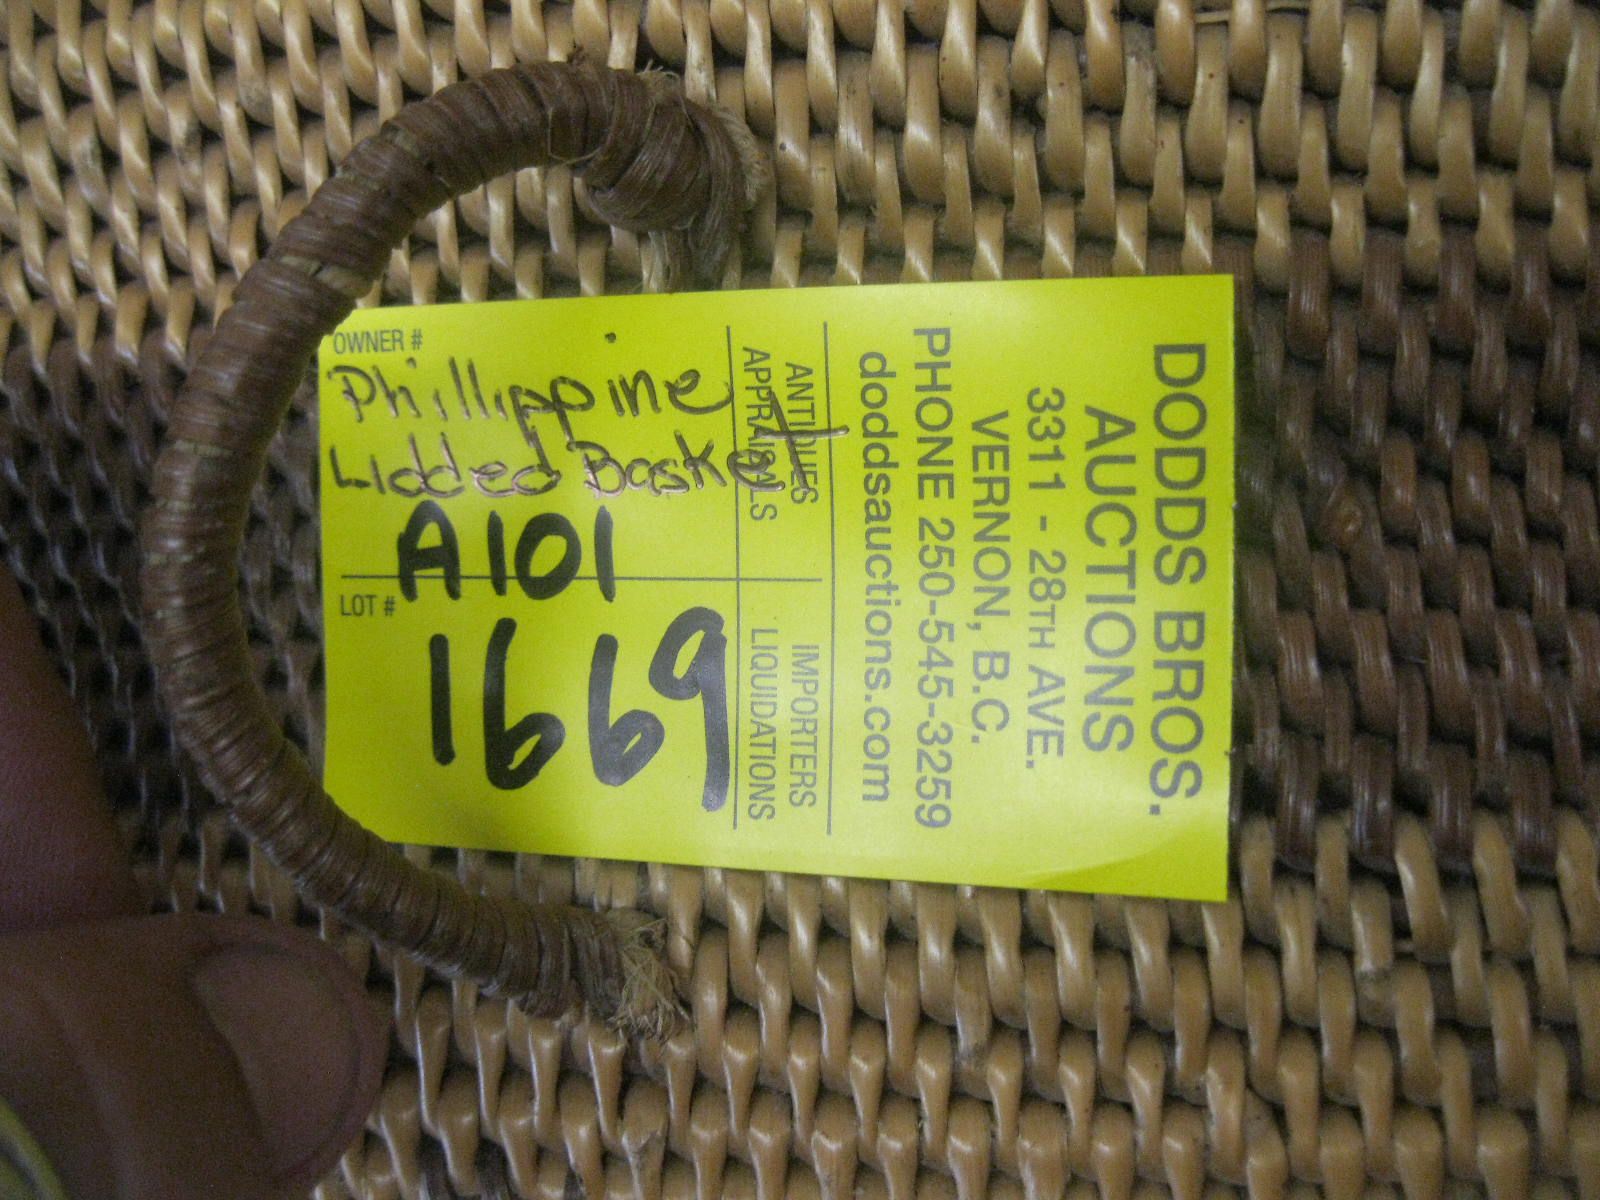 DODDS BROS.
AUCTIONS
3311 - 28TH AVE.
VERNON, B.C.
PHONE 250-545-3259
doddsauctions.com
ANTIQUES
APPRAISALS
IMPORTERS
LIQUIDATIONS
OWNER #
Phillippine
Lidded Basket
A101
LOT #
1669